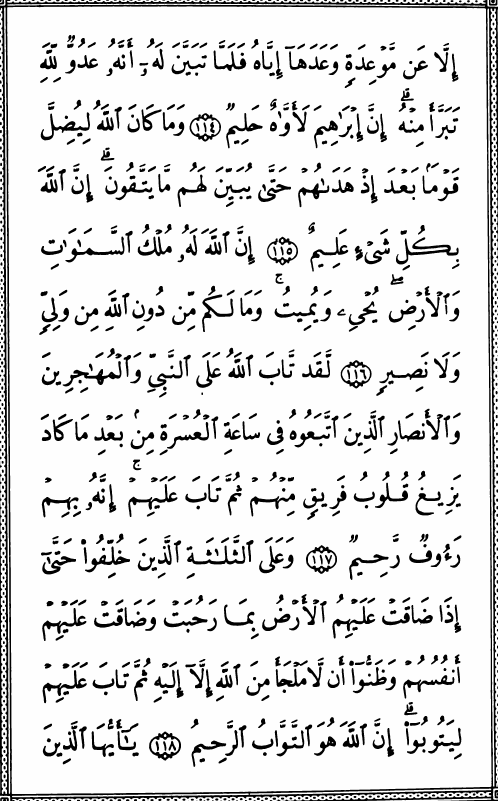 إِلَّا عَن مَّوْعِدَةٍ وَعَدَهَآ إِيَّاهُ فَلَمَّا تَبَيَّنَ لَهُۥٓ أَنَّهُۥ عَدُوٌّ لِّلَّهِ
تَبَرَّأَ مِنْهُ ۚ إِنَّ إِبْرَٰهِيمَ لَأَوَّٰهٌ حَلِيمٌ ١١٤ وَمَا كَانَ ٱللَّهُ لِيُضِلَّ
قَوْمًۢا بَعْدَ إِذْ هَدَىٰهُمْ حَتَّىٰ يُبَيِّنَ لَهُم مَّا يَتَّقُونَ ۚ إِنَّ ٱللَّهَ
بِكُلِّ شَىْءٍ عَلِيمٌ ١١٥ إِنَّ ٱللَّهَ لَهُۥ مُلْكُ ٱلسَّمَٰوَٰتِ
وَٱلْأَرْضِ ۖ يُحْىِۦ وَيُمِيتُ ۚ وَمَا لَكُم مِّن دُونِ ٱللَّهِ مِن وَلِىٍّ
وَلَا نَصِيرٍ ١١٦ لَّقَد تَّابَ ٱللَّهُ عَلَى ٱلنَّبِىِّ وَٱلْمُهَٰجِرِينَ
وَٱلْأَنصَارِ ٱلَّذِينَ ٱتَّبَعُوهُ فِى سَاعَةِ ٱلْعُسْرَةِ مِنۢ بَعْدِ مَا كَادَ
يَزِيغُ قُلُوبُ فَرِيقٍ مِّنْهُمْ ثُمَّ تَابَ عَلَيْهِمْ ۚ إِنَّهُۥ بِهِمْ
رَءُوفٌ رَّحِيمٌ ١١٧ وَعَلَى ٱلثَّلَٰثَةِ ٱلَّذِينَ خُلِّفُوا۟ حَتَّىٰٓ
إِذَا ضَاقَتْ عَلَيْهِمُ ٱلْأَرْضُ بِمَا رَحُبَتْ وَضَاقَتْ عَلَيْهِمْ
أَنفُسُهُمْ وَظَنُّوٓا۟ أَن لَّا مَلْجَأَ مِنَ ٱللَّهِ إِلَّآ إِلَيْهِ ثُمَّ تَابَ عَلَيْهِمْ
لِيَتُوبُوٓا۟ ۚ إِنَّ ٱللَّهَ هُوَ ٱلتَّوَّابُ ٱلرَّحِيمُ ١١٨ يَٰٓأَيُّهَا ٱلَّذِينَ